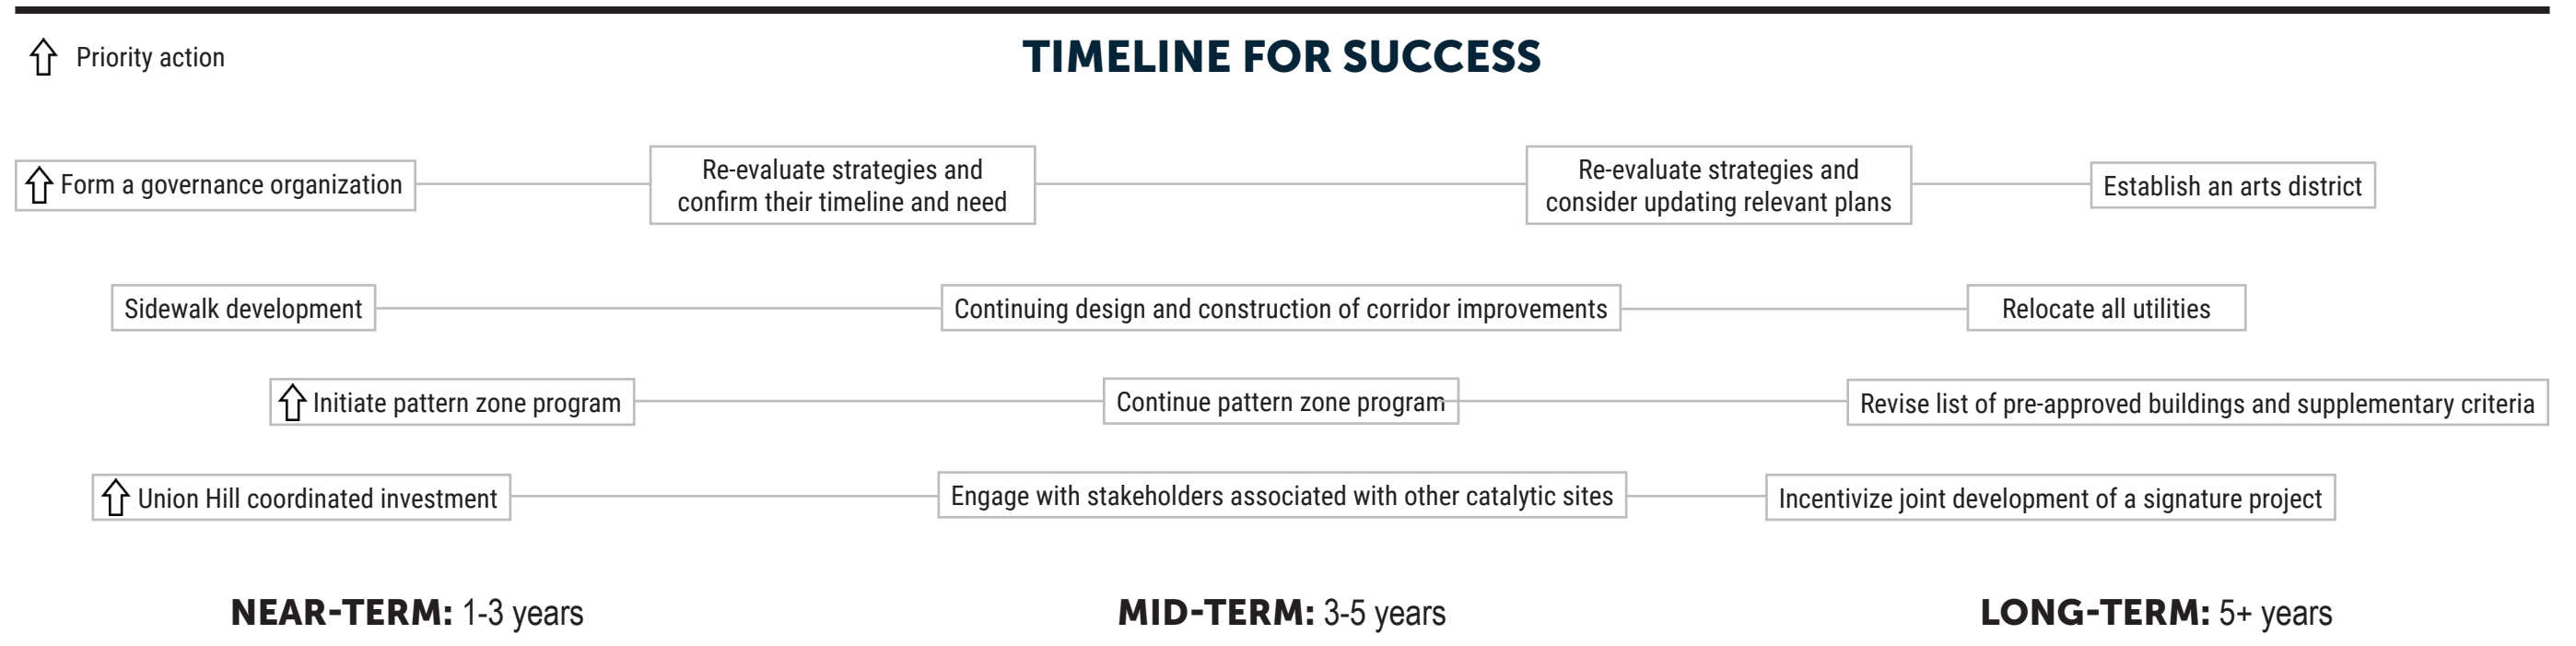 Priority action
TIMELINE FOR SUCCESS
Form a governance organization
Re-evaluate strategies and
confirm their timeline and need
Re-evaluate strategies and
consider updating relevant plans
Establish an arts district
Sidewalk development
Continuing design and construction of corridor improvements
Relocate all utilities
Initiate pattern zone program
Continue pattern zone program
Revise list of pre-approved buildings and supplementary criteria
Union Hill coordinated investment
Engage with stakeholders associated with other catalytic sites
Incentivize joint development of a signature project
NEAR-TERM: 1-3 years
MID-TERM: 3-5 years
LONG-TERM: 5+ years